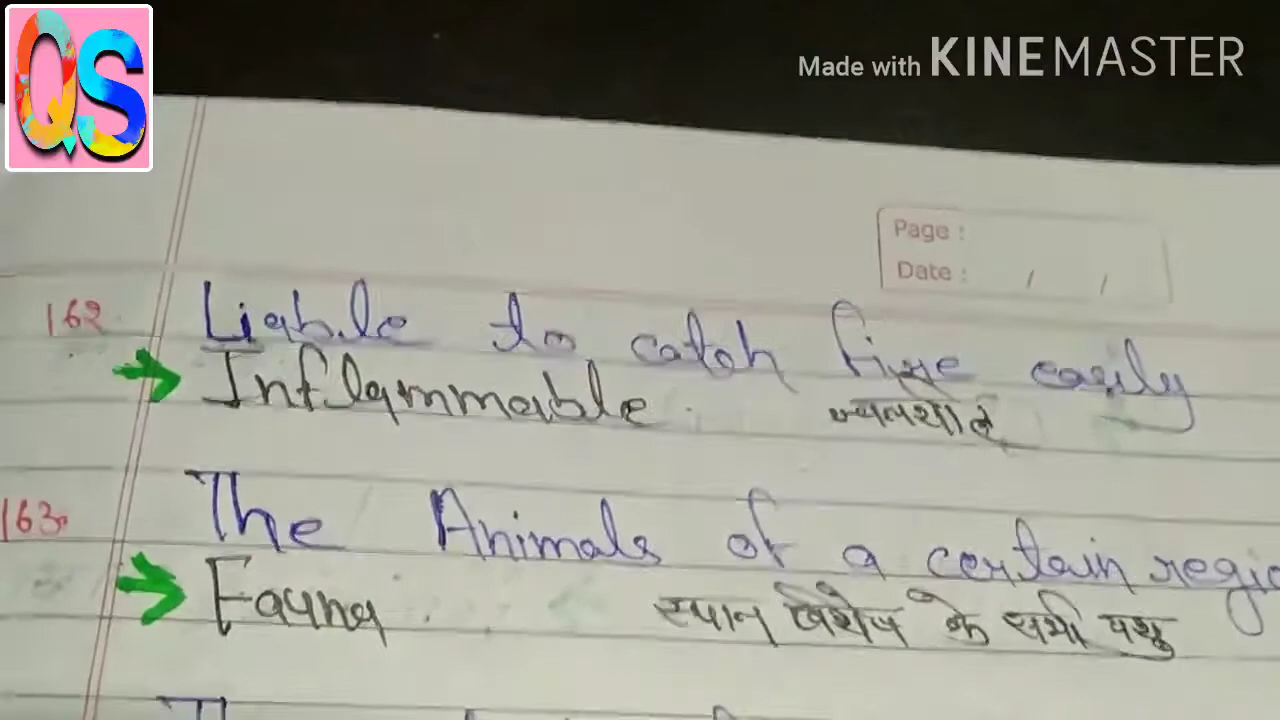 QS
Made with KINEMASTER
Page :
Date : / /
162 Liable to catch fire easily
Inflammable
163. The Animals of a certain regio
Fauna स्थान विशेष के सभी पशु